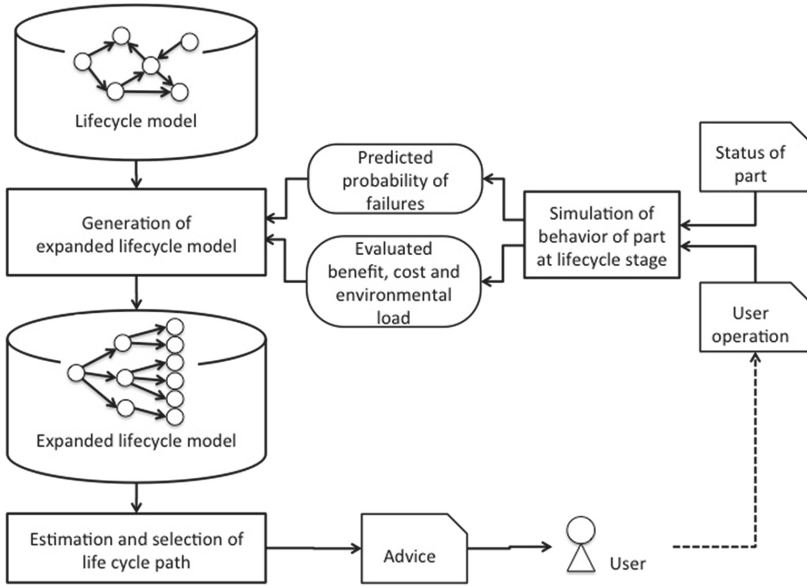 Lifecycle model
Generation of
expanded lifecycle model
Predicted
probability of
failures
Evaluated
benefit, cost and
environmental
load
Simulation of
behavior of part
at lifecycle stage
Status of
part
User
operation
Expanded lifecycle model
Estimation and selection of
life cycle path
Advice
User